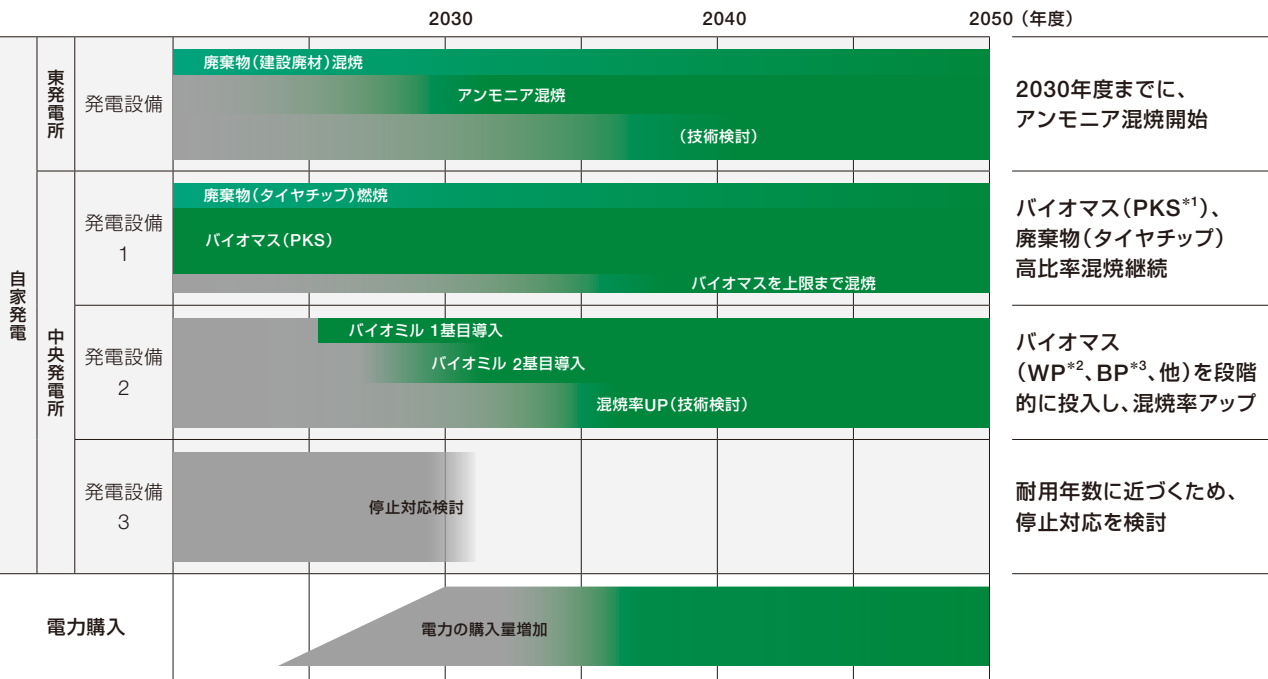 2030
2040
2050（年度）
自家発電
東発電所
発電設備
廃棄物（建設廃材）混焼
アンモニア混焼
（技術検討）
2030年度までに、
アンモニア混焼開始
中央発電所
発電設備
1
廃棄物（タイヤチップ）燃焼
バイオマス（PKS）
バイオマスを上限まで混焼
バイオマス（PKS*1）、
廃棄物（タイヤチップ）
高比率混焼継続
発電設備
2
バイオミル 1基目導入
バイオミル 2基目導入
混焼率UP（技術検討）
バイオマス
（WP*2、BP*3、他）を段階
的に投入し、混焼率アップ
発電設備
3
停止対応検討
耐用年数に近づくため、
停止対応を検討
電力購入
電力の購入量増加